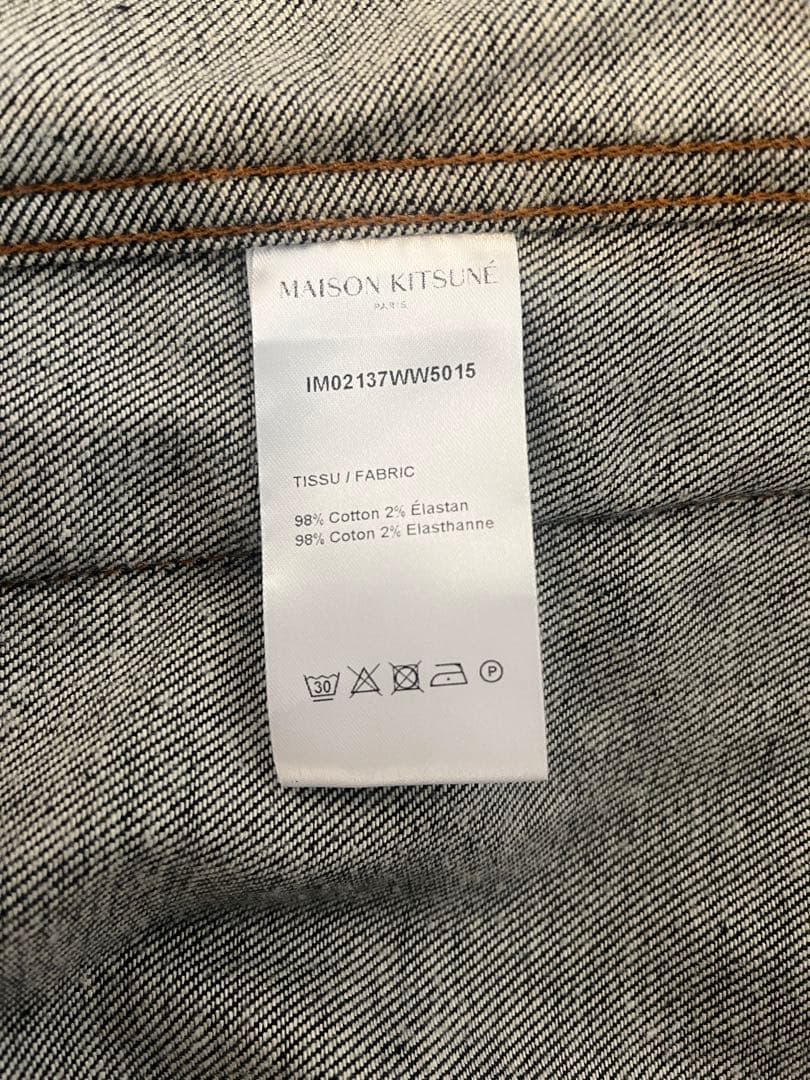 MAISON KITSUNÉ
PARIS
IM02137WW5015
TISSU / FABRIC
98% Cotton 2% Élastan
98% Coton 2% Elasthanne
30 P